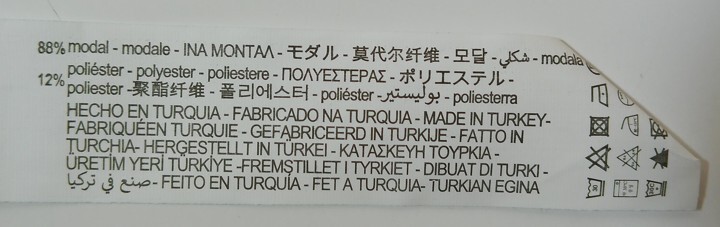 88% modal - modale - INA MONTAΛ - モダル - 莫代尔纤维 - 모달 - شكلي - modala
12% poliéster - polyester - poliestere - ΠΟΛΥΕΣΤΕΡΑΣ - ポリエステル -
poliester -聚酯纤维 - 폴리에스터 - poliéster - بوليستير- poliesterra
HECHO EN TURQUIA - FABRICADO NA TURQUIA - MADE IN TURKEY-
FABRIQUÉEN TURQUIE - GEFABRICEERD IN TURKIJE - FATTO IN
TURCHIA- HERGESTELLT IN TÜRKEI - ΚΑΤΑΣΚΕΥΗ ΤΟΥΡΚΙΑ -
ÜRETİM YERİ TÜRKİYE -FREMSTILLET I TYRKIET - DIBUAT DI TURKI -
صنع في تركيا - FEITO EN TURQUÍA - FET A TURQUIA- TURKIAN EGINA